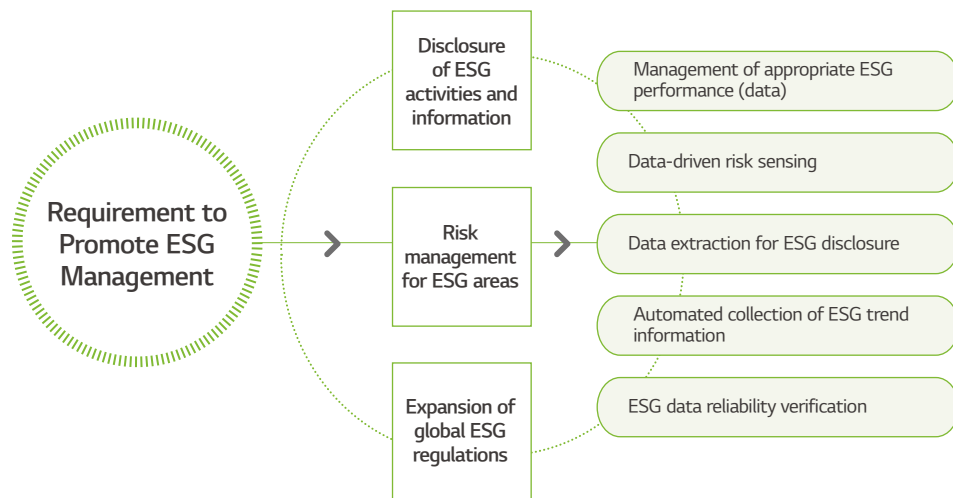 Requirement to
Promote ESG
Management
Disclosure
of ESG
activities and
information
Risk
management
for ESG areas
Expansion of
global ESG
regulations
Management of appropriate ESG
performance (data)
Data-driven risk sensing
Data extraction for ESG disclosure
Automated collection of ESG trend
information
ESG data reliability verification